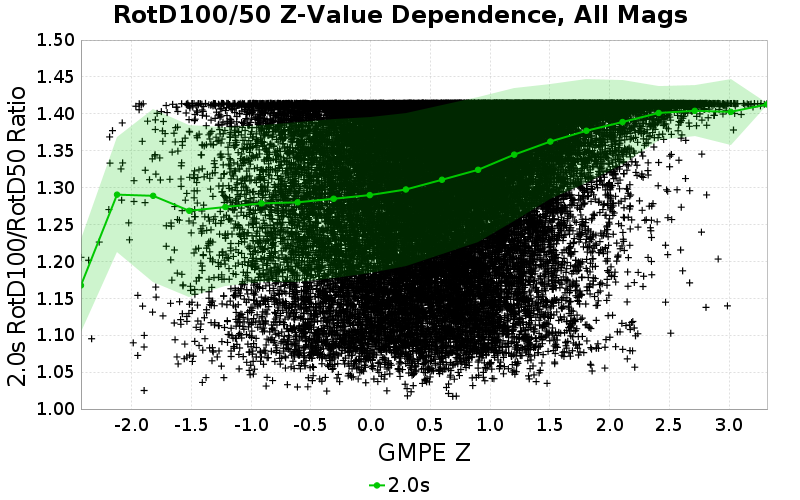 RotD100/50 Z-Value Dependence, All Mags
1.50
1.45
1.40
1.35
1.30
1.25
1.20
1.15
1.10
1.05
1.00
2.0s RotD100/RotD50 Ratio
-2.0 -1.5 -1.0 -0.5 0.0 0.5 1.0 1.5 2.0 2.5 3.0
GMPE Z
2.0s